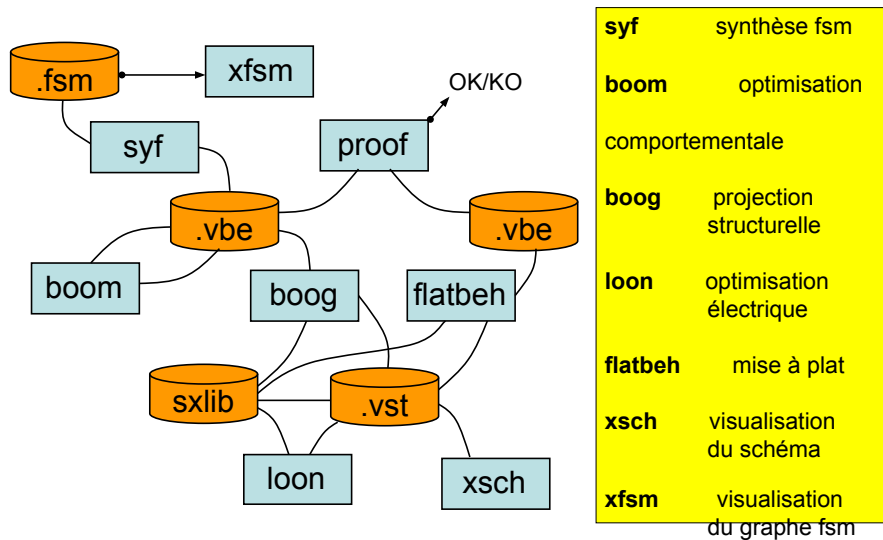 .fsm
xfsm
OK/KO
syf
proof
.vbe
.vbe
boom
boog
flatbeh
sxlib
.vst
loon
xsch
syf synthèse fsm
boom optimisation
comportementale
boog projection
structurelle
loon optimisation
électrique
flatbeh mise à plat
xsch visualisation
du schéma
xfsm visualisation
du graphe fsm